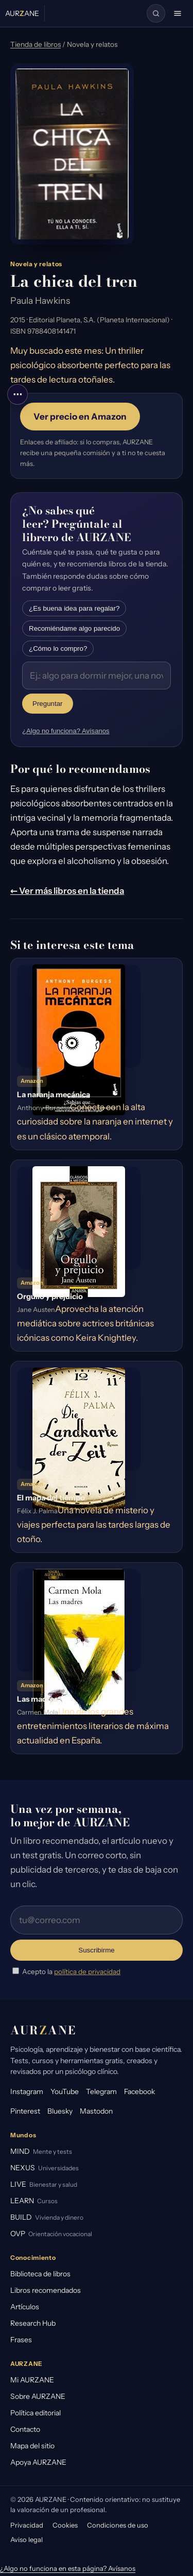 AURZANE
Tienda de libros / Novela y relatos
PAULA HAWKINS
LA
CHICA
DEL
TREN
TÚ NO LA CONOCES.
ELLA A TI, SÍ.
Novela y relatos
La chica del tren
Paula Hawkins
2015 · Editorial Planeta, S.A. (Planeta Internacional) ·
ISBN 9788408141471
Muy buscado este mes: Un thriller
psicológico absorbente perfecto para las
tardes de lectura otoñales.
Ver precio en Amazon
Enlaces de afiliado: si lo compras, AURZANE
recibe una pequeña comisión y a ti no te cuesta
más.
¿No sabes qué
leer? Pregúntale al
librero de AURZANE
Cuéntale qué te pasa, qué te gusta o para
quién es, y te recomienda libros de la tienda.
También responde dudas sobre cómo
comprar o elegir.
¿Es buena idea para regalar?
Recomiéndame algo parecido
¿Cómo lo compro?
Ej.: algo para dormir mejor, una nov
Preguntar
¿Algo no funciona? Avísanos
Por qué lo recomendamos
Es para quienes disfrutan de los thrillers
psicológicos absorbentes centrados en la
intriga vecinal y la memoria fragmentada.
Aporta una trama de suspense narrada
desde múltiples perspectivas femeninas
que explora el alcoholismo y la obsesión.
← Ver más libros en la tienda
Si te interesa este tema
ANTHONY BURGESS
LA NARANJA
MECÁNICA
Amazon
La naranja mecánica
Anthony Burgess Conecta con la alta
curiosidad sobre la naranja en invierno y
es un clásico atemporal.
CLÁSICOS A MEDIDA
Orgullo
y prejuicio
Jane Austen
ANAYA
Amazon
Orgullo y prejuicio
Jane Austen Aprovecha la atención
mediática sobre actrices británicas
icónicas como Keira Knightley.
FÉLIX J. PALMA
Die
Landkarte
der Zeit
El mapa
Félix J. Palma Una novela de misterio y
viajes perfecta para las tardes largas de
otoño.
Carmen Mola
Las madres
Amazon
Las madres
Carmen
entretenimientos literarios de máxima
actualidad en España.
Una vez por semana,
lo mejor de AURZANE
Un libro recomendado, el artículo nuevo y
un test gratis. Un correo corto, sin
publicidad de terceros, y te das de baja con
un clic.
tu@correo.com
Suscribirme
Acepto la política de privacidad
AURZANE
Psicología, aprendizaje y bienestar con base científica.
Tests, cursos y herramientas gratis, creados y
revisados por un psicólogo clínico.
Instagram YouTube Telegram Facebook
Pinterest Bluesky Mastodon
Mundos
MIND Mente y tests
NEXUS Universidades
LIVE Bienestar y salud
LEARN Cursos
BUILD Vivienda y dinero
OVP Orientación vocacional
Conocimiento
Biblioteca de libros
Libros recomendados
Artículos
Research Hub
Frases
AURZANE
Mi AURZANE
Sobre AURZANE
Política editorial
Contacto
Mapa del sitio
Apoya AURZANE
© 2026 AURZANE · Contenido orientativo: no sustituye
la valoración de un profesional.
Privacidad Cookies Condiciones de uso
Aviso legal
¿Algo no funciona en esta página? Avísanos